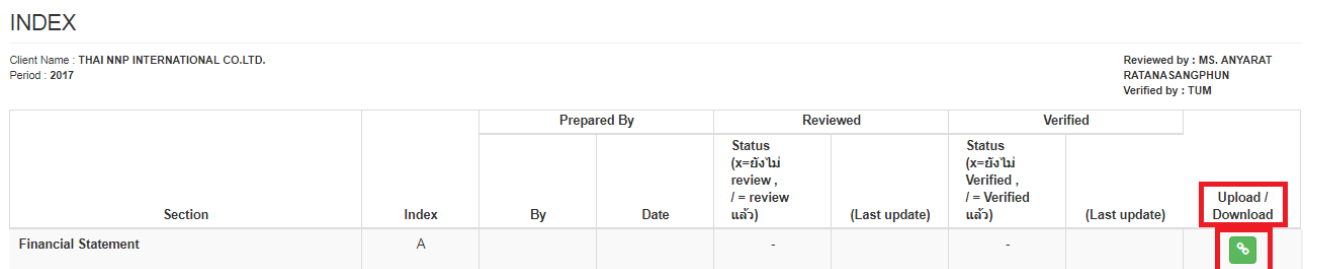 INDEX
Client Name : THAI NNP INTERNATIONAL CO.LTD.
Period : 2017
Reviewed by : MS. ANYARAT
RATANASANGPHUN
Verified by : TUM
Prepared By Reviewed Verified
Section
Index
By
Date
Status
(x=ยังไม่
review ,
/ = review
แล้ว)
(Last update)
Status
(x=ยังไม่
Verified ,
/ = Verified
แล้ว)
(Last update)
Upload /
Download
Financial Statement A - -